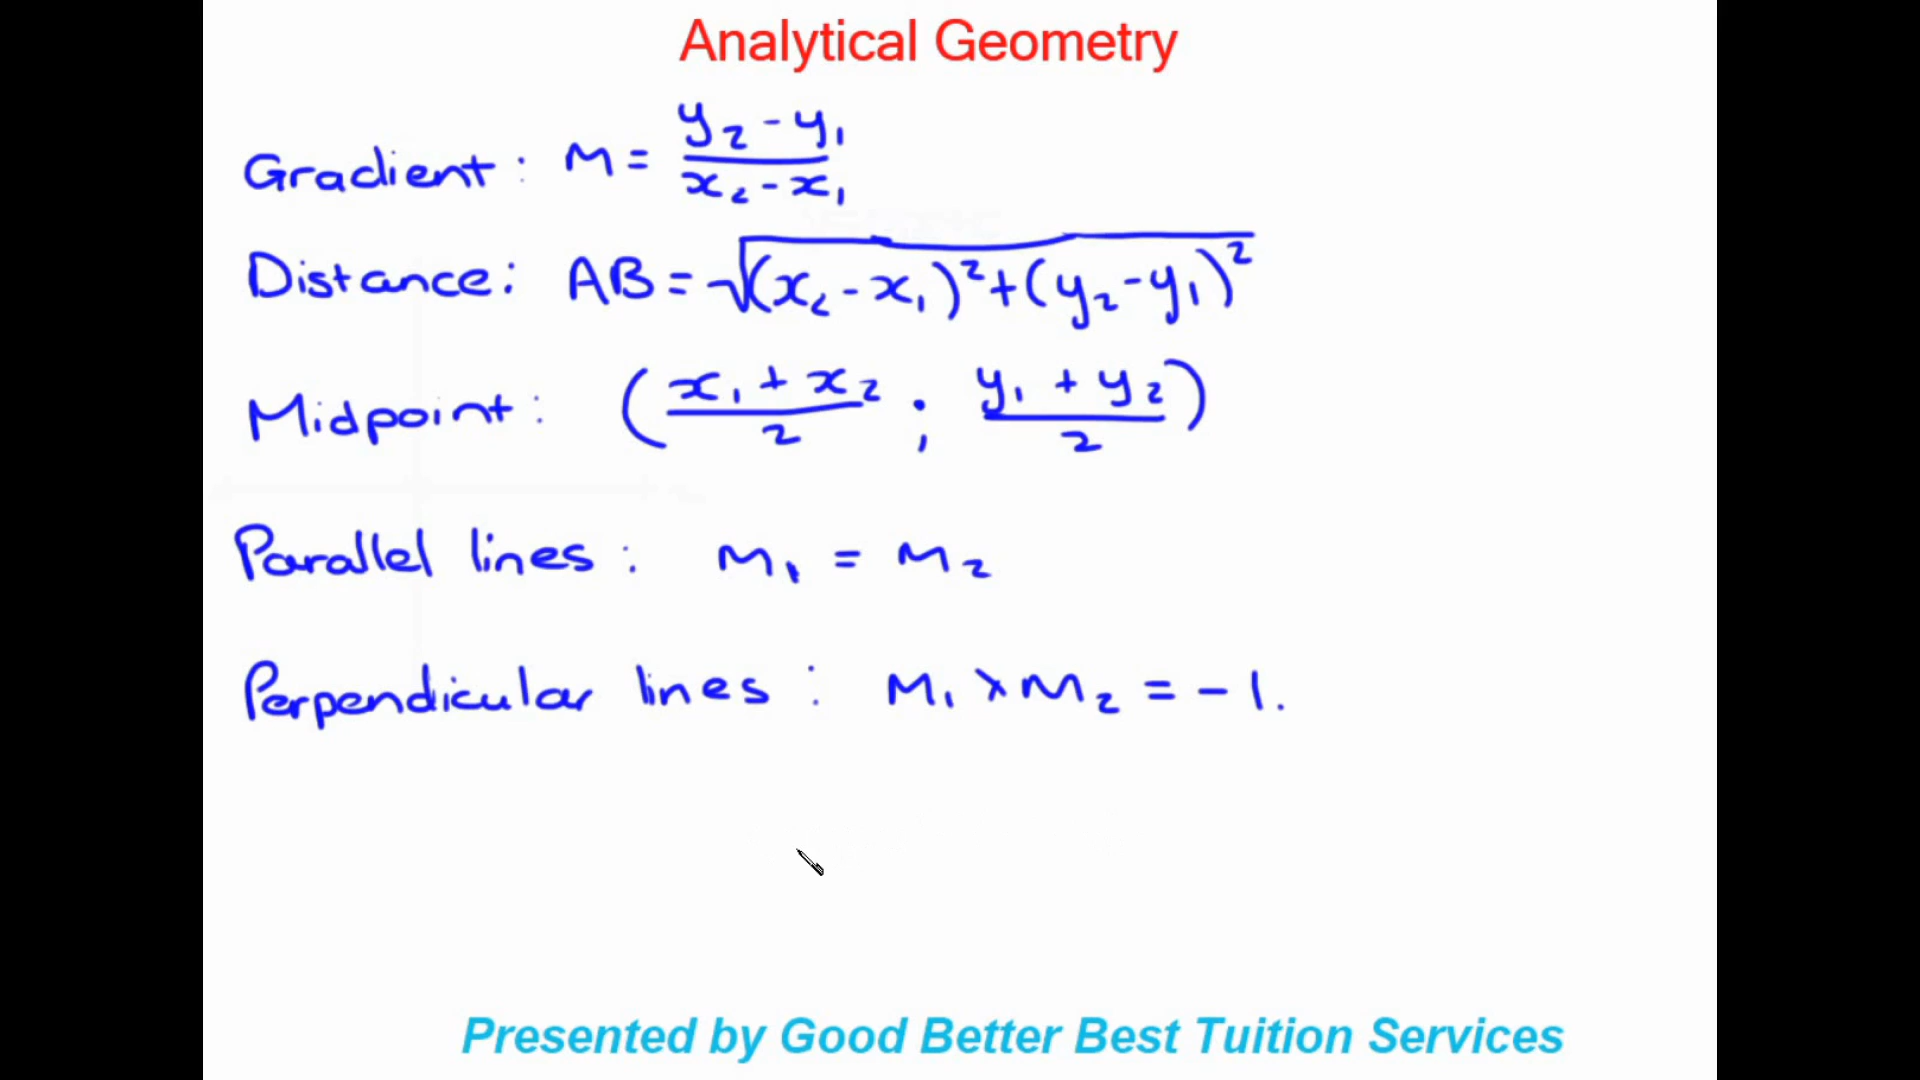 Analytical Geometry
Gradient: m = y₂ - y₁ / x₂ - x₁
Distance: AB = √(x₂ - x₁)² + (y₂ - y₁)²
Midpoint: (x₁ + x₂ / 2 ; y₁ + y₂ / 2)
Parallel lines: m₁ = m₂
Perpendicular lines: m₁ × m₂ = -1.
Presented by Good Better Best Tuition Services